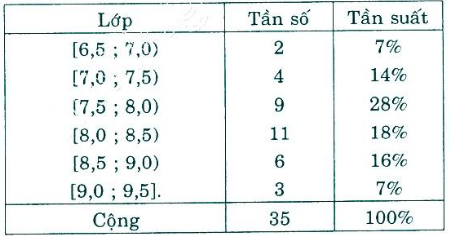 Lớp Tần số Tần suất
[6,5 ; 7,0) 2 7%
[7,0 ; 7,5) 4 14%
[7,5 ; 8,0) 9 28%
[8,0 ; 8,5) 11 18%
[8,5 ; 9,0) 6 16%
[9,0 ; 9,5]. 3 7%
Cộng 35 100%